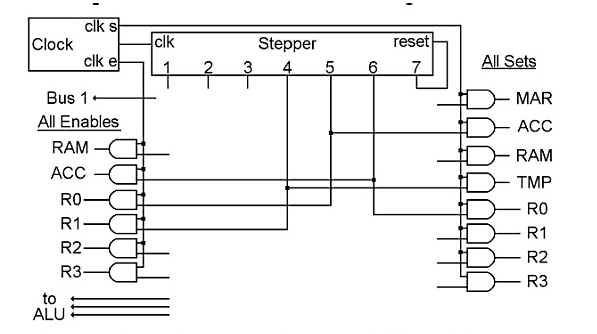 clk s
Clock
clk e
clk Stepper reset
1 2 3 4 5 6 7
Bus 1
All Enables
RAM
ACC
R0
R1
R2
R3
to
ALU
All Sets
MAR
ACC
RAM
TMP
R0
R1
R2
R3